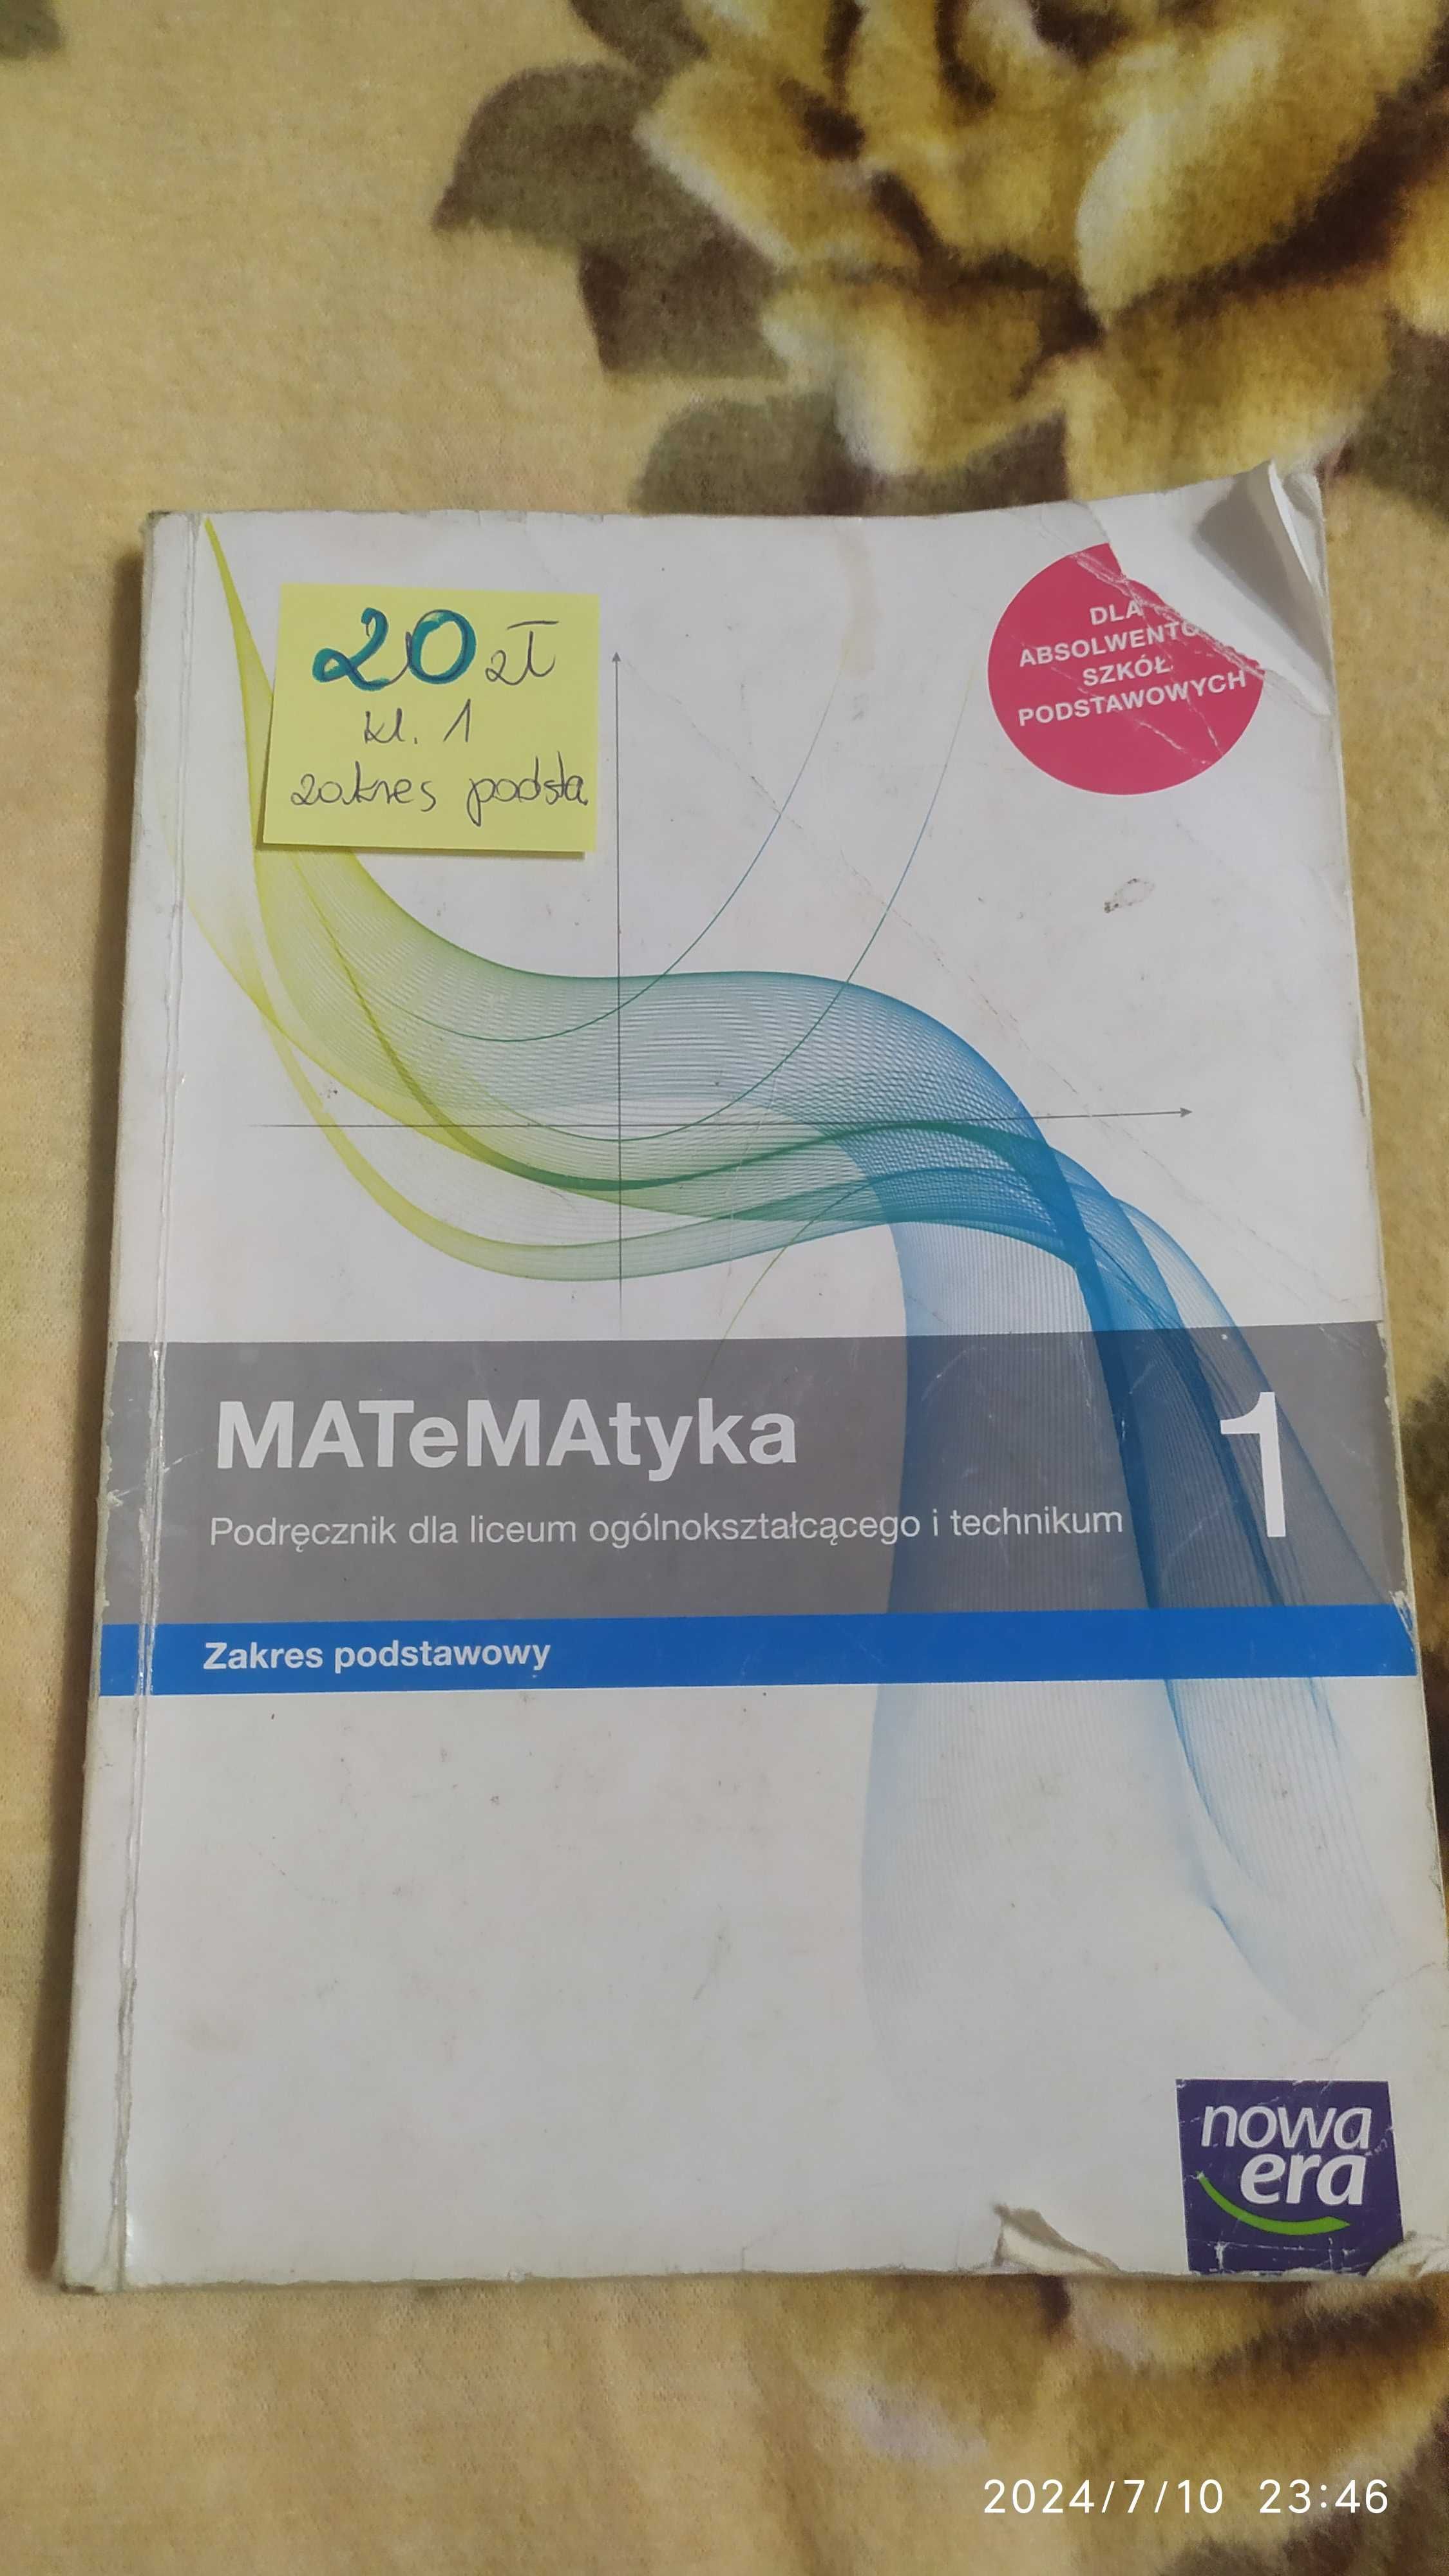 20 zł
kl. 1
zakres podsta
DLA
ABSOLWENTÓ
SZKÓŁ
PODSTAWOWYCH
MATeMAtyka 1
Podręcznik dla liceum ogólnokształcącego i technikum
Zakres podstawowy
nowa
era
2024/7/10 23:46